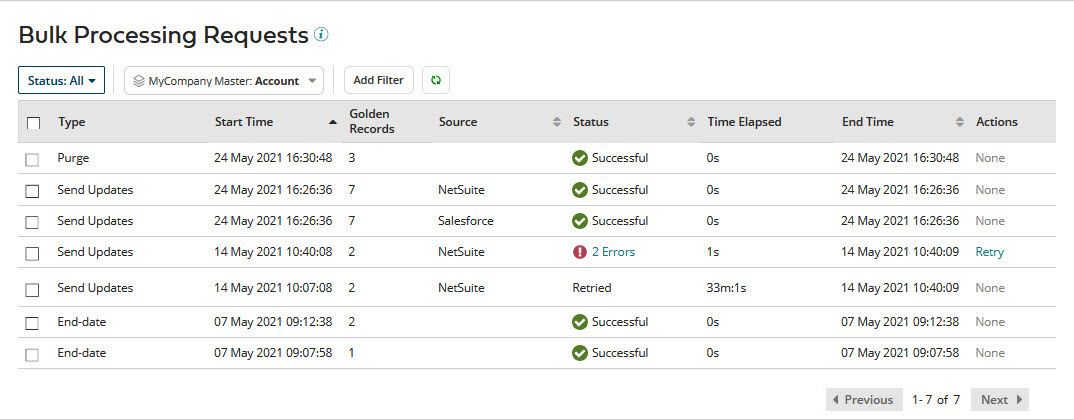 Bulk Processing Requests
Status: All MyCompany Master: Account Add Filter
Type Start Time Golden Records Source Status Time Elapsed End Time Actions
Purge 24 May 2021 16:30:48 3 Successful 0s 24 May 2021 16:30:48 None
Send Updates 24 May 2021 16:26:36 7 NetSuite Successful 0s 24 May 2021 16:26:36 None
Send Updates 24 May 2021 16:26:36 7 Salesforce Successful 0s 24 May 2021 16:26:36 None
Send Updates 14 May 2021 10:40:08 2 NetSuite 2 Errors 1s 14 May 2021 10:40:09 Retry
Send Updates 14 May 2021 10:07:08 2 NetSuite Retried 33m:1s 14 May 2021 10:40:09 None
End-date 07 May 2021 09:12:38 2 Successful 0s 07 May 2021 09:12:38 None
End-date 07 May 2021 09:07:58 1 Successful 0s 07 May 2021 09:07:58 None
Previous 1- 7 of 7 Next